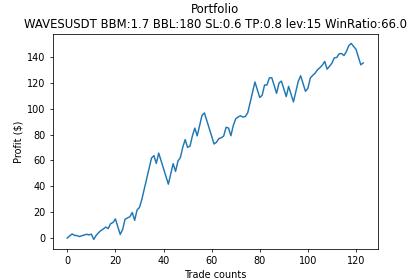 Portfolio
WAVESUSDT BBM:1.7 BBL:180 SL:0.6 TP:0.8 lev:15 WinRatio:66.0
140
120
100
80
60
40
20
0
Profit ($)
0 20 40 60 80 100 120
Trade counts